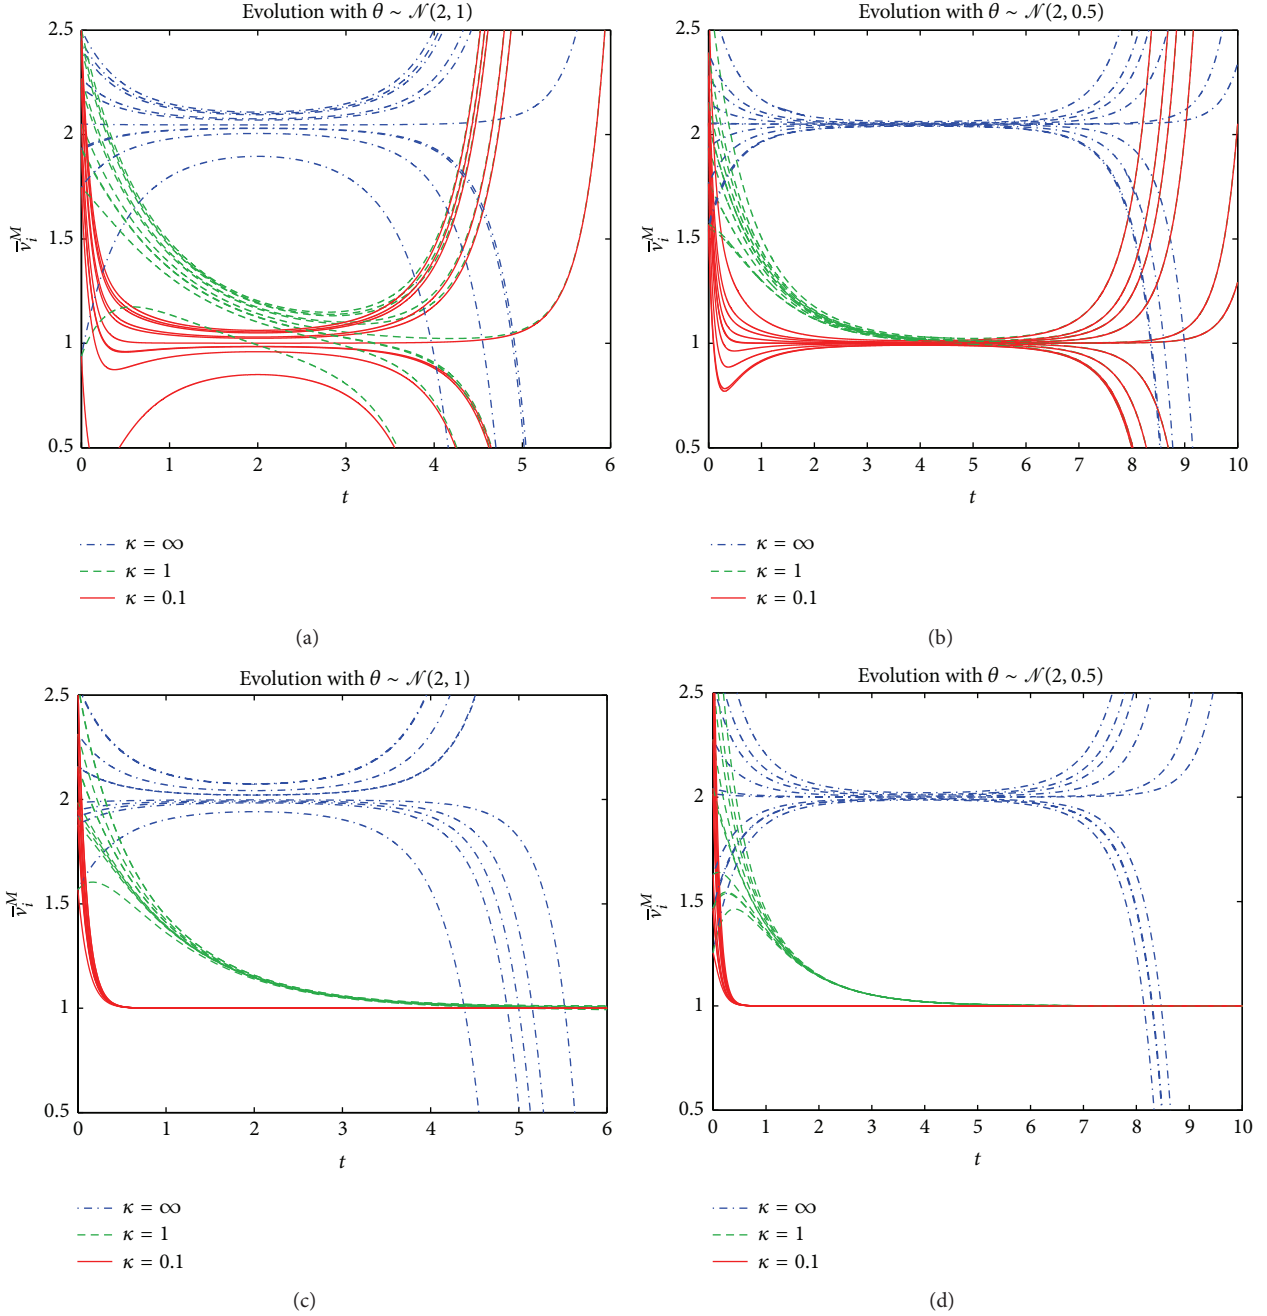 Evolution with θ ~ 𝒩(2, 1)
2.5
2
1.5
1
0.5
v̄ᵢᴹ
0 1 2 3 4 5 6
t
κ = ∞
κ = 1
κ = 0.1
(a)
Evolution with θ ~ 𝒩(2, 0.5)
2.5
2
1.5
1
0.5
v̄ᵢᴹ
0 1 2 3 4 5 6 7 8 9 10
t
κ = ∞
κ = 1
κ = 0.1
(b)
Evolution with θ ~ 𝒩(2, 1)
2.5
2
1.5
1
0.5
v̄ᵢᴹ
0 1 2 3 4 5 6
t
κ = ∞
κ = 1
κ = 0.1
(c)
Evolution with θ ~ 𝒩(2, 0.5)
2.5
2
1.5
1
0.5
v̄ᵢᴹ
0 1 2 3 4 5 6 7 8 9 10
t
κ = ∞
κ = 1
κ = 0.1
(d)